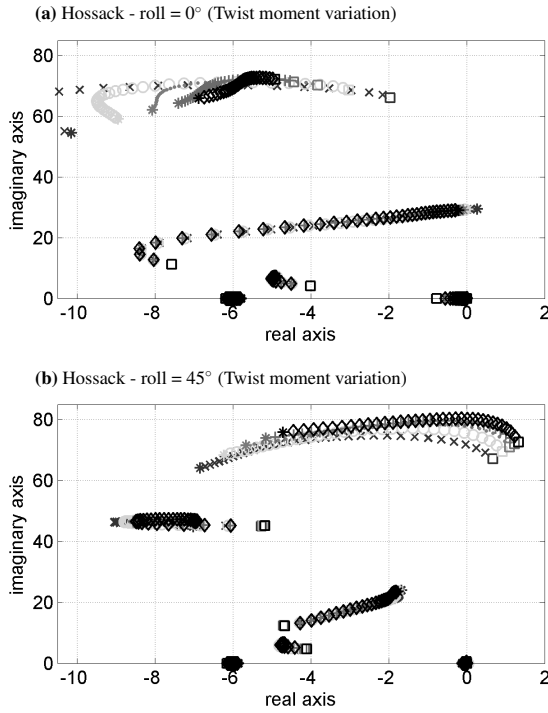 (a) Hossack - roll = 0° (Twist moment variation)
80
60
40
20
0
imaginary axis
-10 -8 -6 -4 -2 0 2
real axis
(b) Hossack - roll = 45° (Twist moment variation)
80
60
40
20
0
imaginary axis
-10 -8 -6 -4 -2 0 2
real axis